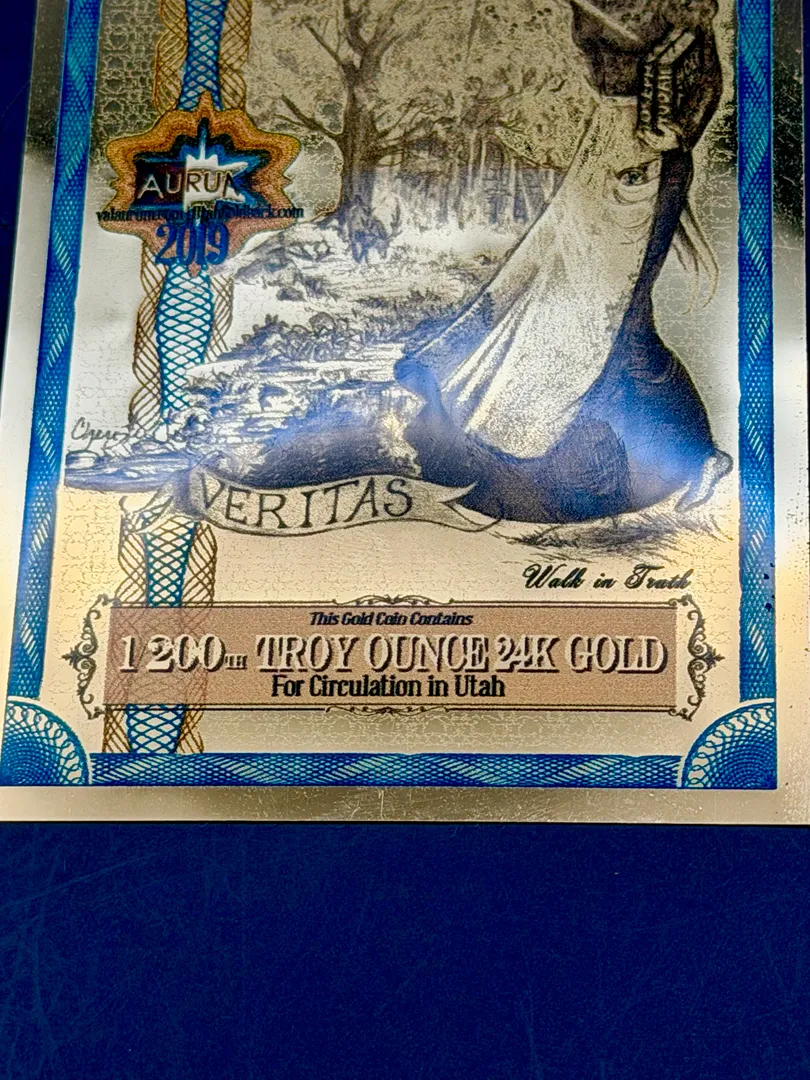 AURUM
2019
VERITAS
Walk in Truth
This Gold Coin Contains
1/200TH TROY OUNCE 24K GOLD
For Circulation in Utah